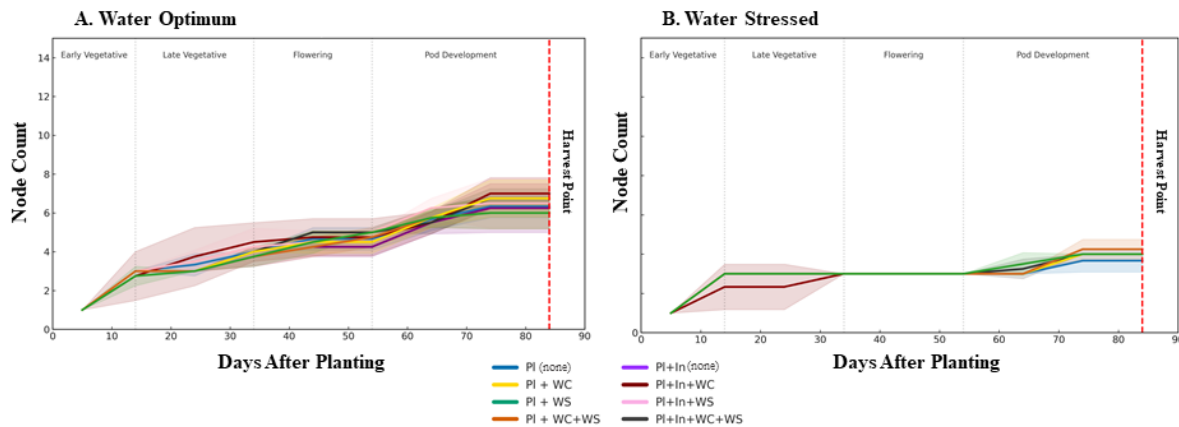 A. Water Optimum
B. Water Stressed
Early Vegetative
Late Vegetative
Flowering
Pod Development
Early Vegetative
Late Vegetative
Flowering
Pod Development
14
12
10
8
6
4
2
0
Node Count
Node Count
Harvest Point
Harvest Point
0 10 20 30 40 50 60 70 80 90
0 10 20 30 40 50 60 70 80 90
Days After Planting
Days After Planting
Pl (none)
Pl + WC
Pl + WS
Pl + WC+WS
Pl+In (none)
Pl+In+WC
Pl+In+WS
Pl+In+WC+WS